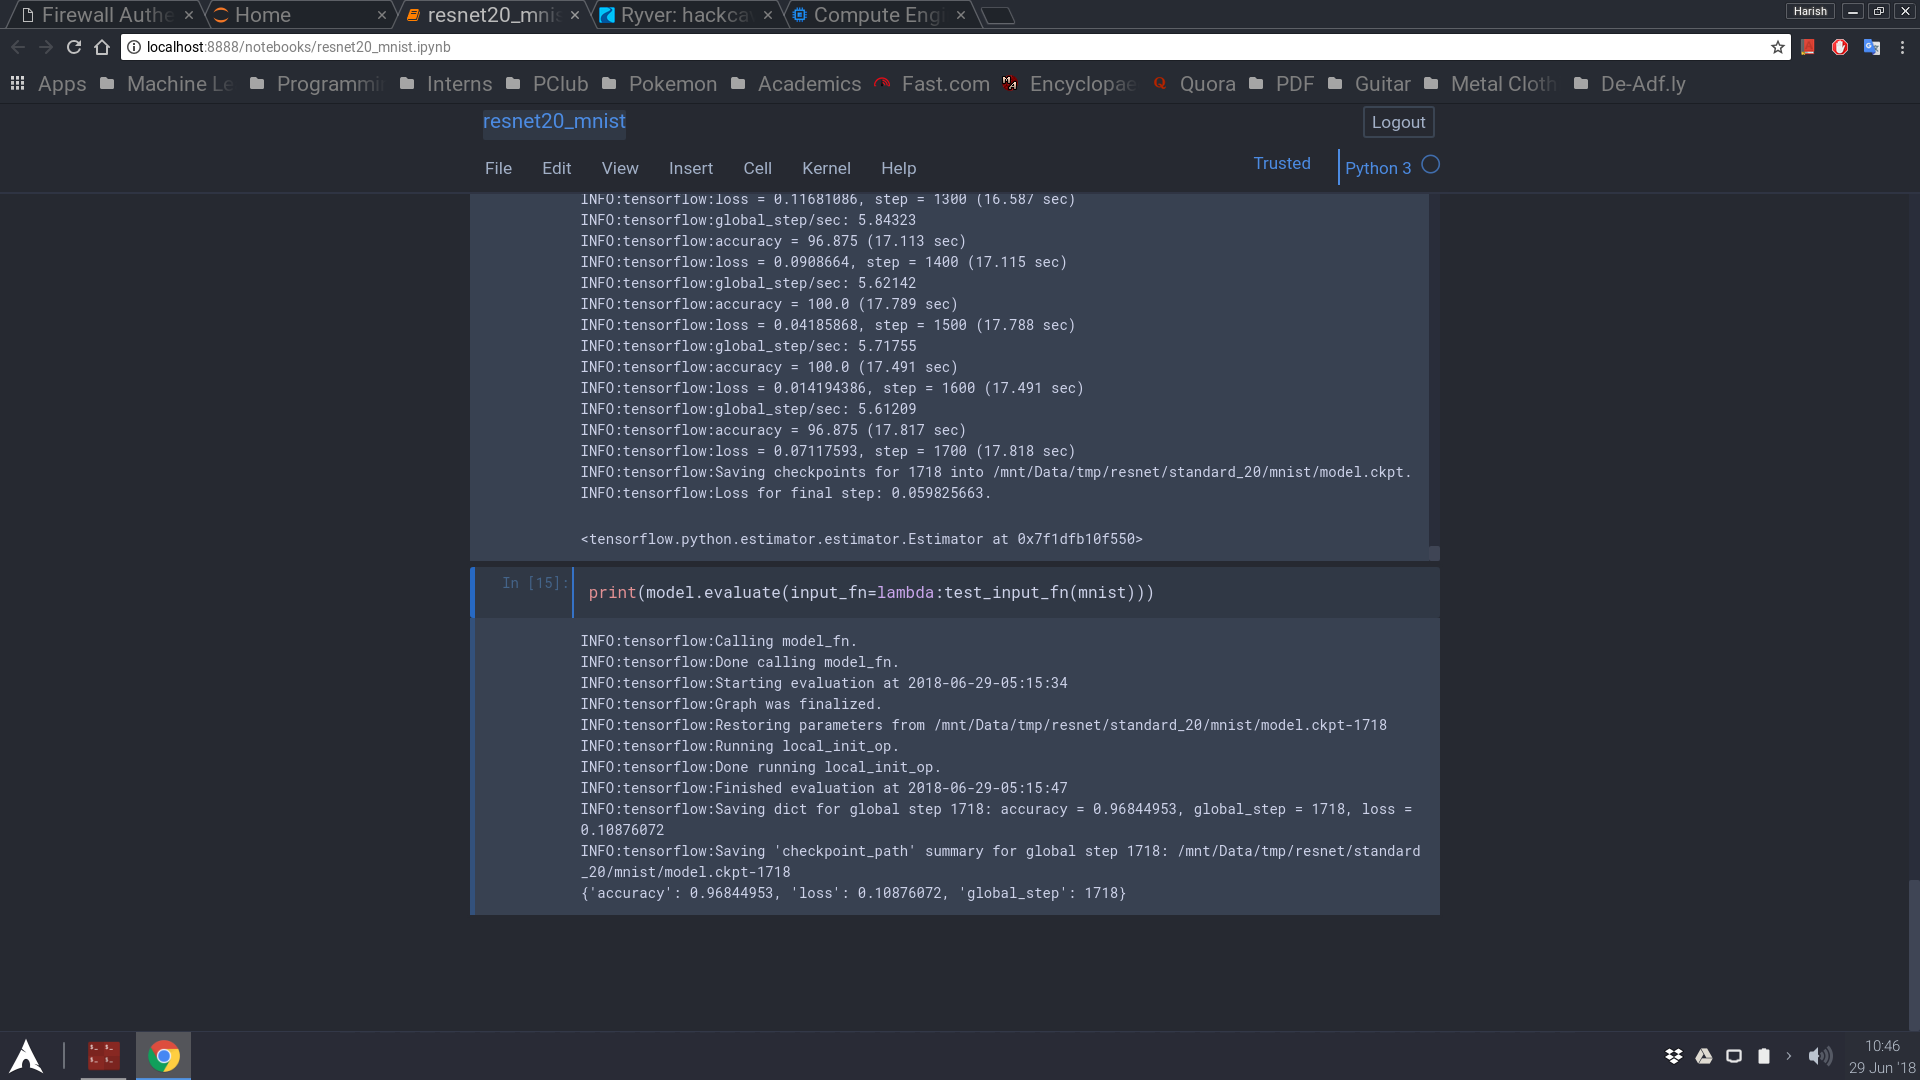 Firewall Authe
Home
resnet20_mnis
Ryver: hackca
Compute Engi
Harish
localhost:8888/notebooks/resnet20_mnist.ipynb
Apps
Machine Le
Programmi
Interns
PClub
Pokemon
Academics
Fast.com
Encyclopae
Quora
PDF
Guitar
Metal Cloth
De-Adf.ly
resnet20_mnist
Logout
File Edit View Insert Cell Kernel Help
Trusted
Python 3
INFO:tensorflow:loss = 0.11681086, step = 1300 (16.587 sec)
INFO:tensorflow:global_step/sec: 5.84323
INFO:tensorflow:accuracy = 96.875 (17.113 sec)
INFO:tensorflow:loss = 0.0908664, step = 1400 (17.115 sec)
INFO:tensorflow:global_step/sec: 5.62142
INFO:tensorflow:accuracy = 100.0 (17.789 sec)
INFO:tensorflow:loss = 0.04185868, step = 1500 (17.788 sec)
INFO:tensorflow:global_step/sec: 5.71755
INFO:tensorflow:accuracy = 100.0 (17.491 sec)
INFO:tensorflow:loss = 0.014194386, step = 1600 (17.491 sec)
INFO:tensorflow:global_step/sec: 5.61209
INFO:tensorflow:accuracy = 96.875 (17.817 sec)
INFO:tensorflow:loss = 0.07117593, step = 1700 (17.818 sec)
INFO:tensorflow:Saving checkpoints for 1718 into /mnt/Data/tmp/resnet/standard_20/mnist/model.ckpt.
INFO:tensorflow:Loss for final step: 0.059825663.
<tensorflow.python.estimator.estimator.Estimator at 0x7f1dfb10f550>
In [15]: print(model.evaluate(input_fn=lambda:test_input_fn(mnist)))
INFO:tensorflow:Calling model_fn.
INFO:tensorflow:Done calling model_fn.
INFO:tensorflow:Starting evaluation at 2018-06-29-05:15:34
INFO:tensorflow:Graph was finalized.
INFO:tensorflow:Restoring parameters from /mnt/Data/tmp/resnet/standard_20/mnist/model.ckpt-1718
INFO:tensorflow:Running local_init_op.
INFO:tensorflow:Done running local_init_op.
INFO:tensorflow:Finished evaluation at 2018-06-29-05:15:47
INFO:tensorflow:Saving dict for global step 1718: accuracy = 0.96844953, global_step = 1718, loss =
0.10876072
INFO:tensorflow:Saving 'checkpoint_path' summary for global step 1718: /mnt/Data/tmp/resnet/standard
_20/mnist/model.ckpt-1718
{'accuracy': 0.96844953, 'loss': 0.10876072, 'global_step': 1718}
10:46
29 Jun '18